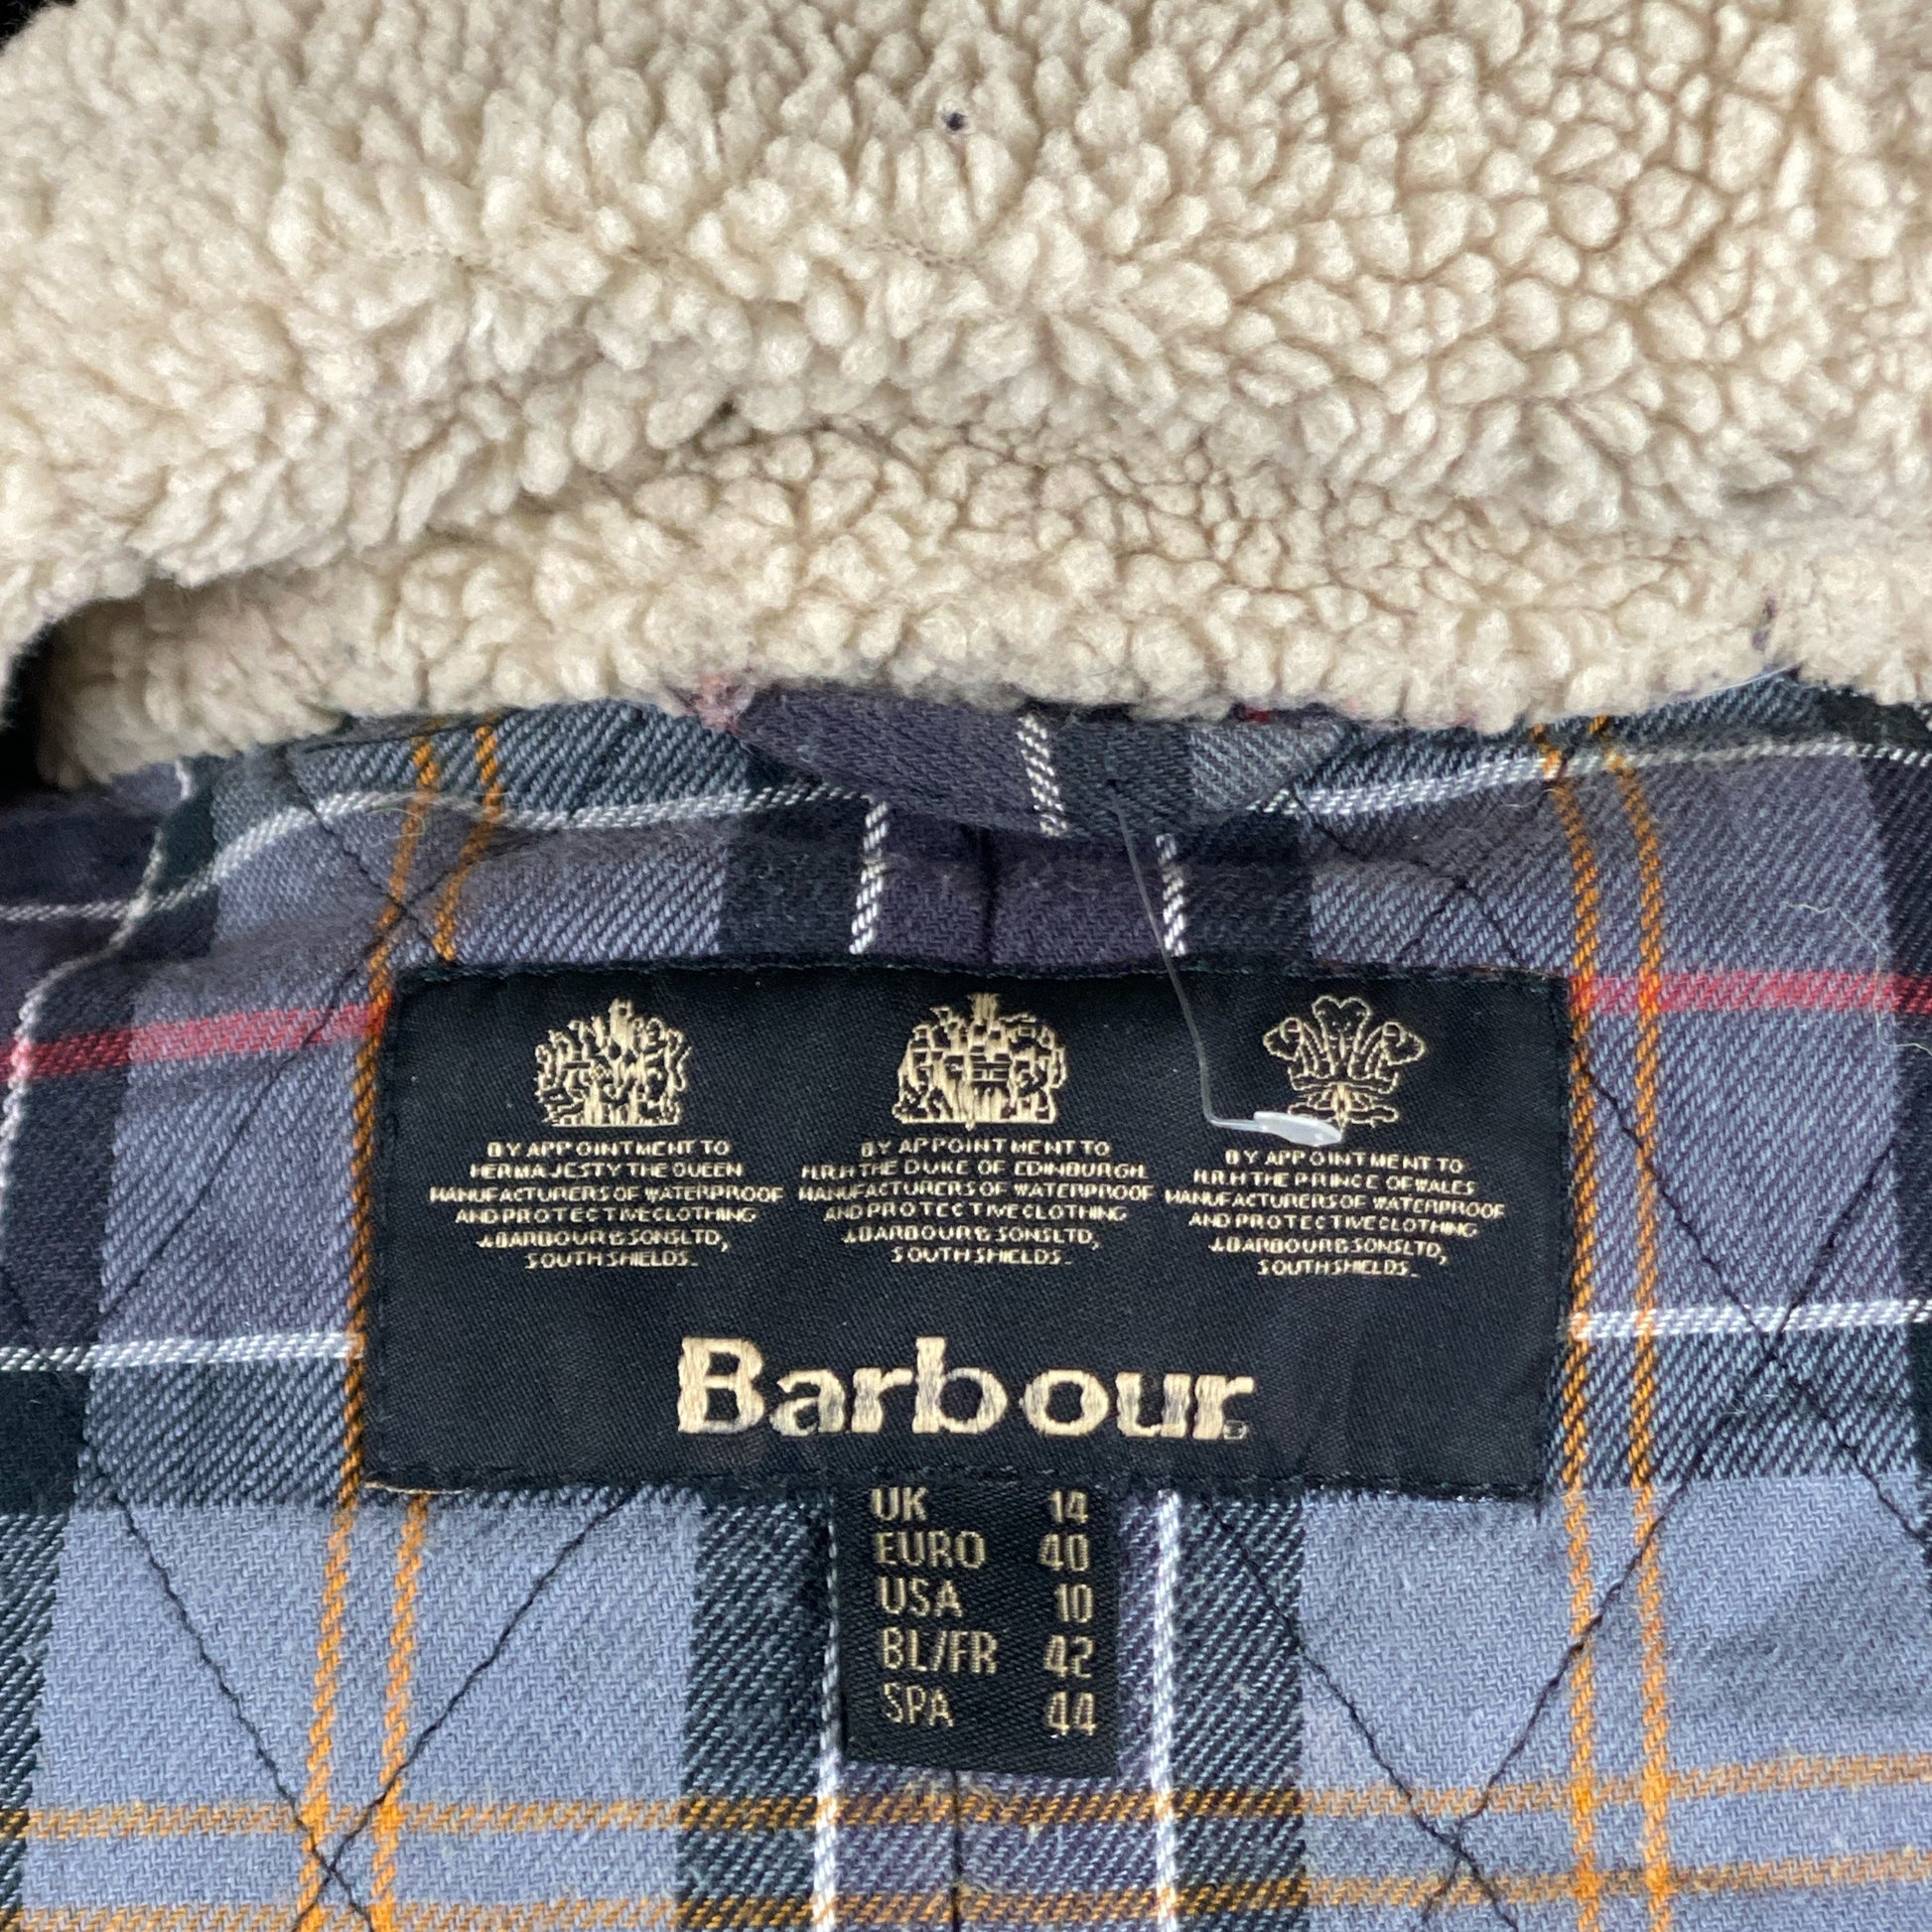 BY APPOINTMENT TO
HER MAJESTY THE QUEEN
MANUFACTURERS OF WATERPROOF
AND PROTECTIVE CLOTHING
J.BARBOUR & SONS LTD,
SOUTH SHIELDS.
BY APPOINTMENT TO
H.R.H THE DUKE OF EDINBURGH
MANUFACTURERS OF WATERPROOF
AND PROTECTIVE CLOTHING
J.BARBOUR & SONS LTD,
SOUTH SHIELDS.
BY APPOINTMENT TO
H.R.H THE PRINCE OF WALES
MANUFACTURERS OF WATERPROOF
AND PROTECTIVE CLOTHING
J.BARBOUR & SONS LTD,
SOUTH SHIELDS.
Barbour
UK 14
EURO 40
USA 10
BL/FR 42
SPA 44